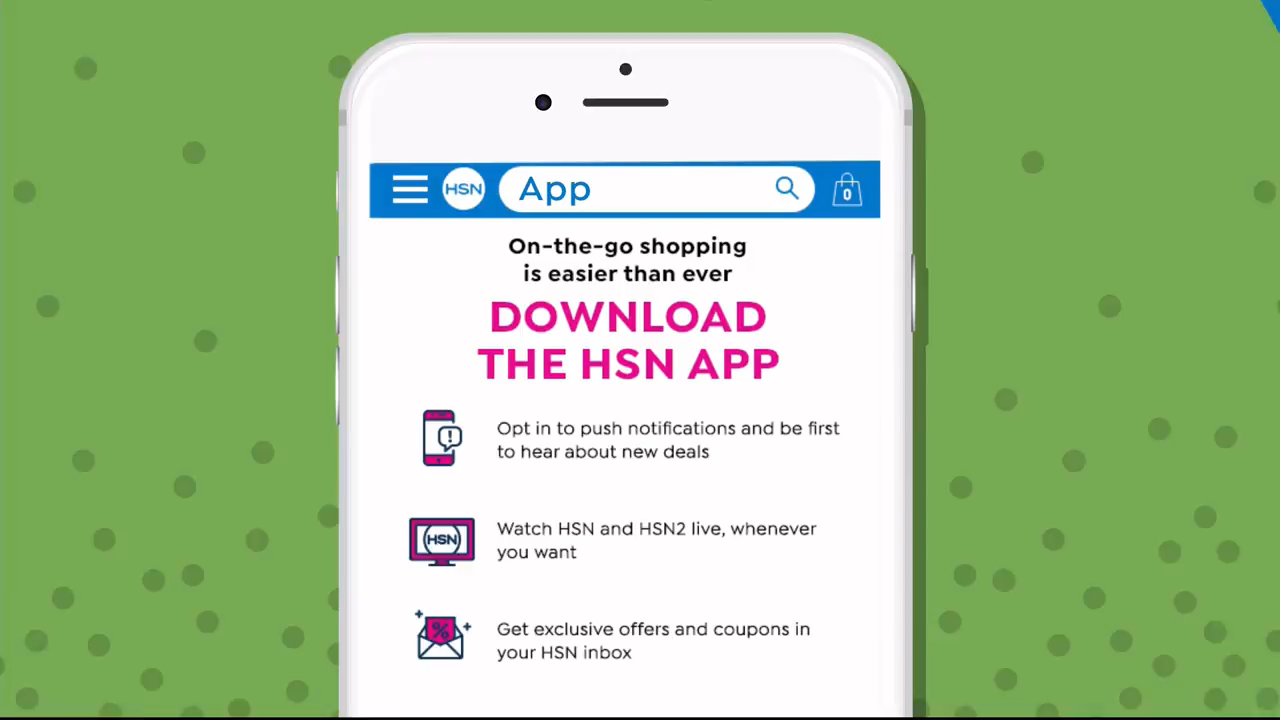 HSN App 0
On-the-go shopping
is easier than ever
DOWNLOAD
THE HSN APP
Opt in to push notifications and be first
to hear about new deals
HSN
Watch HSN and HSN2 live, whenever
you want
%
Get exclusive offers and coupons in
your HSN inbox